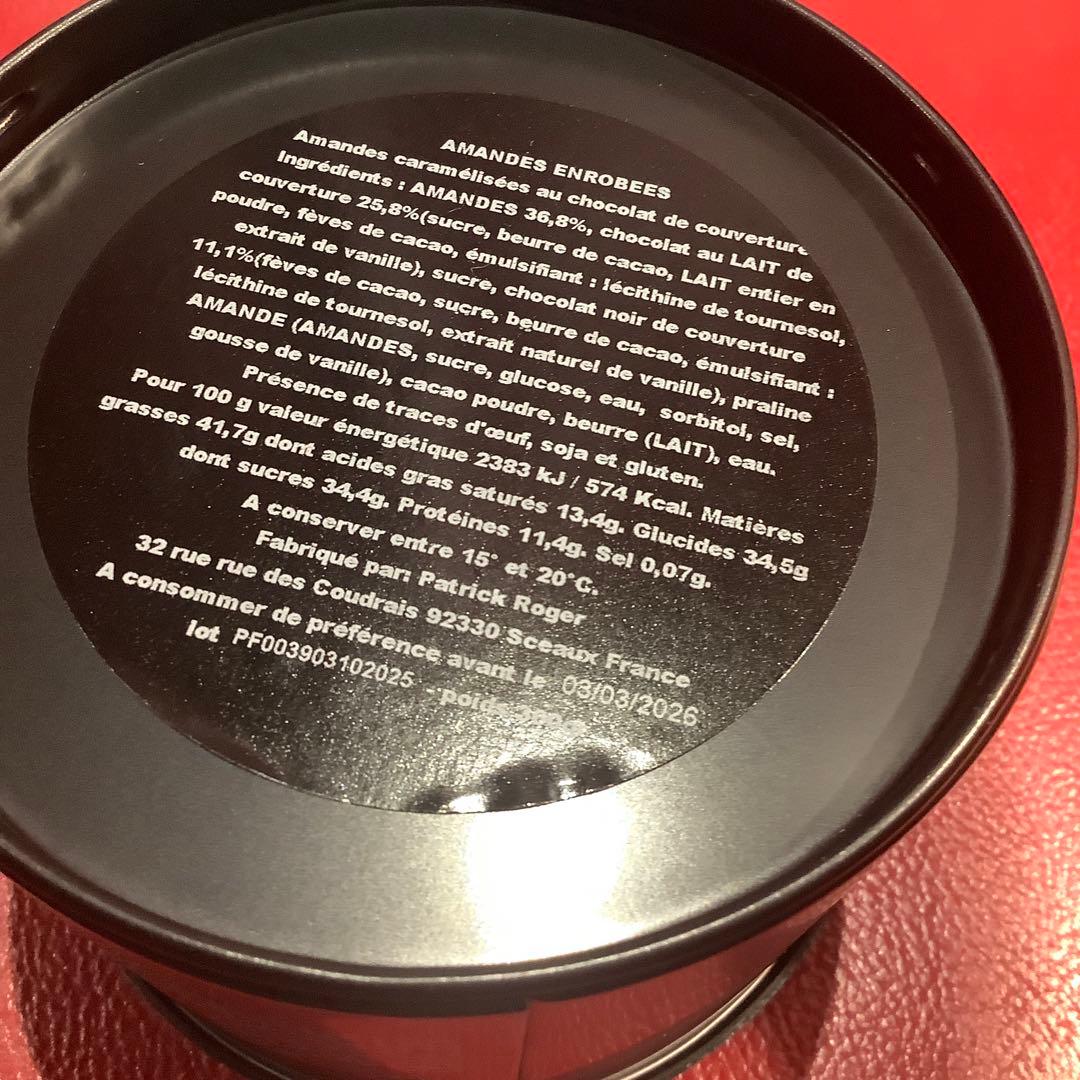 AMANDES ENROBEES
Amandes caramélisées au chocolat de couverture
Ingrédients : AMANDES 36,8%, chocolat au LAIT de
couverture 25,8%(sucre, beurre de cacao, LAIT entier en
poudre, fèves de cacao, émulsifiant : lécithine de tournesol,
extrait de vanille), sucre, chocolat noir de couverture
11,1%(fèves de cacao, sucre, beurre de cacao, émulsifiant :
lécithine de tournesol, extrait naturel de vanille), praline
AMANDE (AMANDES, sucre, glucose, eau, sorbitol, sel,
gousse de vanille), cacao poudre, beurre (LAIT), eau.
Présence de traces d'œuf, soja et gluten.
Pour 100 g valeur énergétique 2383 kJ / 574 Kcal. Matières
grasses 41,7g dont acides gras saturés 13,4g. Glucides 34,5g
dont sucres 34,4g. Protéines 11,4g. Sel 0,07g.
A conserver entre 15° et 20°C.
Fabriqué par: Patrick Roger
32 rue rue des Coudrais 92330 Sceaux France
A consommer de préférence avant le 03/03/2026
lot PF003903102025 - poids